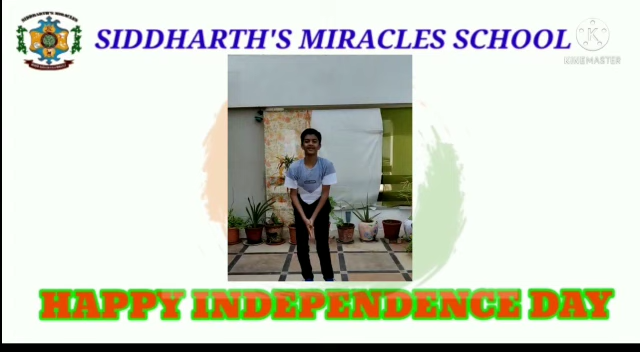 SIDDHARTH'S MIRACLES SCHOOL
KINEMASTER
HAPPY INDEPENDENCE DAY